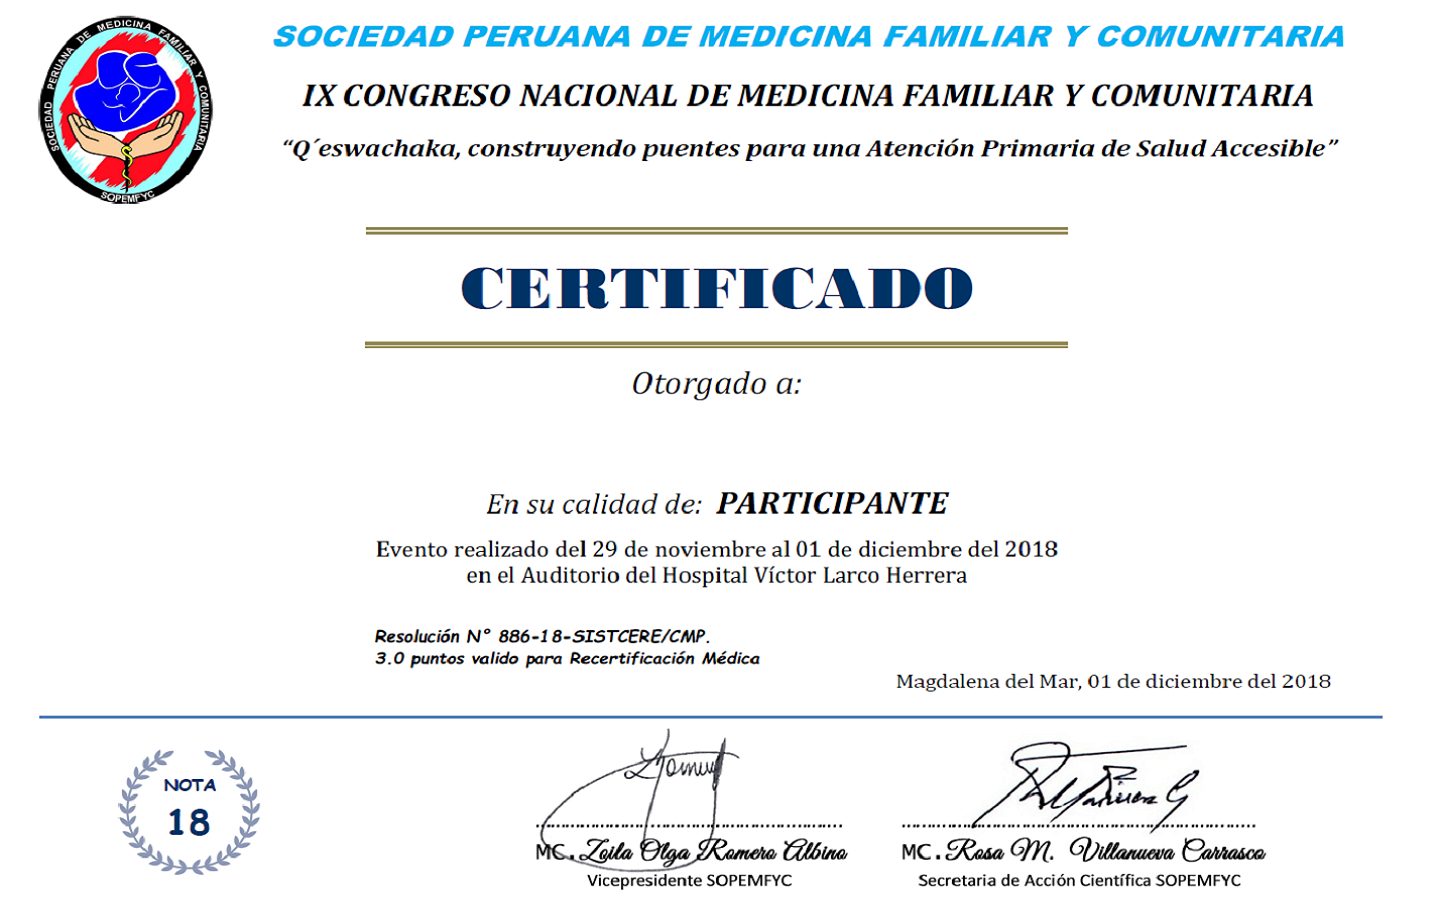 SOCIEDAD PERUANA DE MEDICINA FAMILIAR Y COMUNITARIA
SOPEMFYC
SOCIEDAD PERUANA DE MEDICINA FAMILIAR Y COMUNITARIA
IX CONGRESO NACIONAL DE MEDICINA FAMILIAR Y COMUNITARIA
“Q´eswachaka, construyendo puentes para una Atención Primaria de Salud Accesible”
CERTIFICADO
Otorgado a:
En su calidad de: PARTICIPANTE
Evento realizado del 29 de noviembre al 01 de diciembre del 2018
en el Auditorio del Hospital Víctor Larco Herrera
Resolución N° 886-18-SISTCERE/CMP.
3.0 puntos valido para Recertificación Médica
Magdalena del Mar, 01 de diciembre del 2018
NOTA
18
MC. Zoila Olga Romero Albino
Vicepresidente SOPEMFYC
MC. Rosa M. Villanueva Carrasco
Secretaria de Acción Científica SOPEMFYC